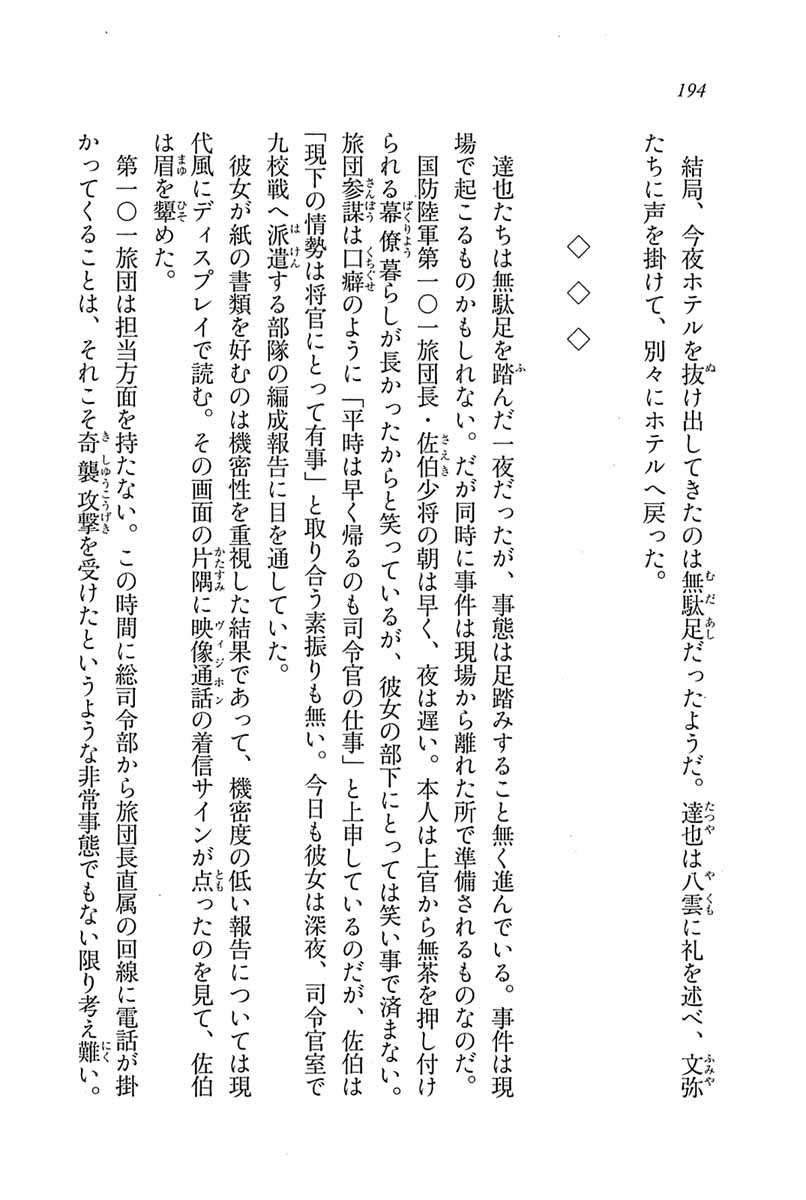 194
結局、今夜ホテルを抜け出してきたのは無駄足だったようだ。達也は八雲に礼を述べ、文弥
たちに声を掛けて、別々にホテルへ戻った。
◇ ◇ ◇
達也たちは無駄足を踏んだ一夜だったが、事態は足踏みすること無く進んでいる。事件は現
場で起こるものかもしれない。だが同時に事件は現場から離れた所で準備されるものなのだ。
国防陸軍第一〇一旅団長・佐伯少将の朝は早く、夜は遅い。本人は上官から無茶を押し付け
られる幕僚暮らしが長かったからと笑っているが、彼女の部下にとっては笑い事で済まない。
旅団参謀は口癖のように「平時は早く帰るのも司令官の仕事」と上申しているのだが、佐伯は
「現下の情勢は将官にとって有事」と取り合う素振りも無い。今日も彼女は深夜、司令官室で
九校戦へ派遣する部隊の編成報告に目を通していた。
彼女が紙の書類を好むのは機密性を重視した結果であって、機密度の低い報告については現
代風にディスプレイで読む。その画面の片隅に映像通話の着信サインが点ったのを見て、佐伯
は眉を顰めた。
第一〇一旅団は担当方面を持たない。この時間に総司令部から旅団長直属の回線に電話が掛
かってくることは、それこそ奇襲攻撃を受けたというような非常事態でもない限り考え難い。